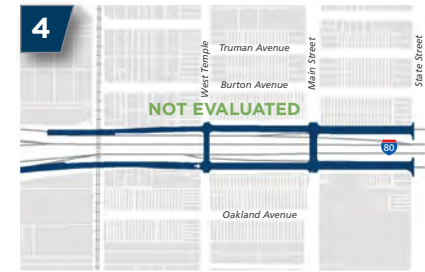 4
Truman Avenue
West Temple
Main Street
State Street
Burton Avenue
NOT EVALUATED
80
Oakland Avenue